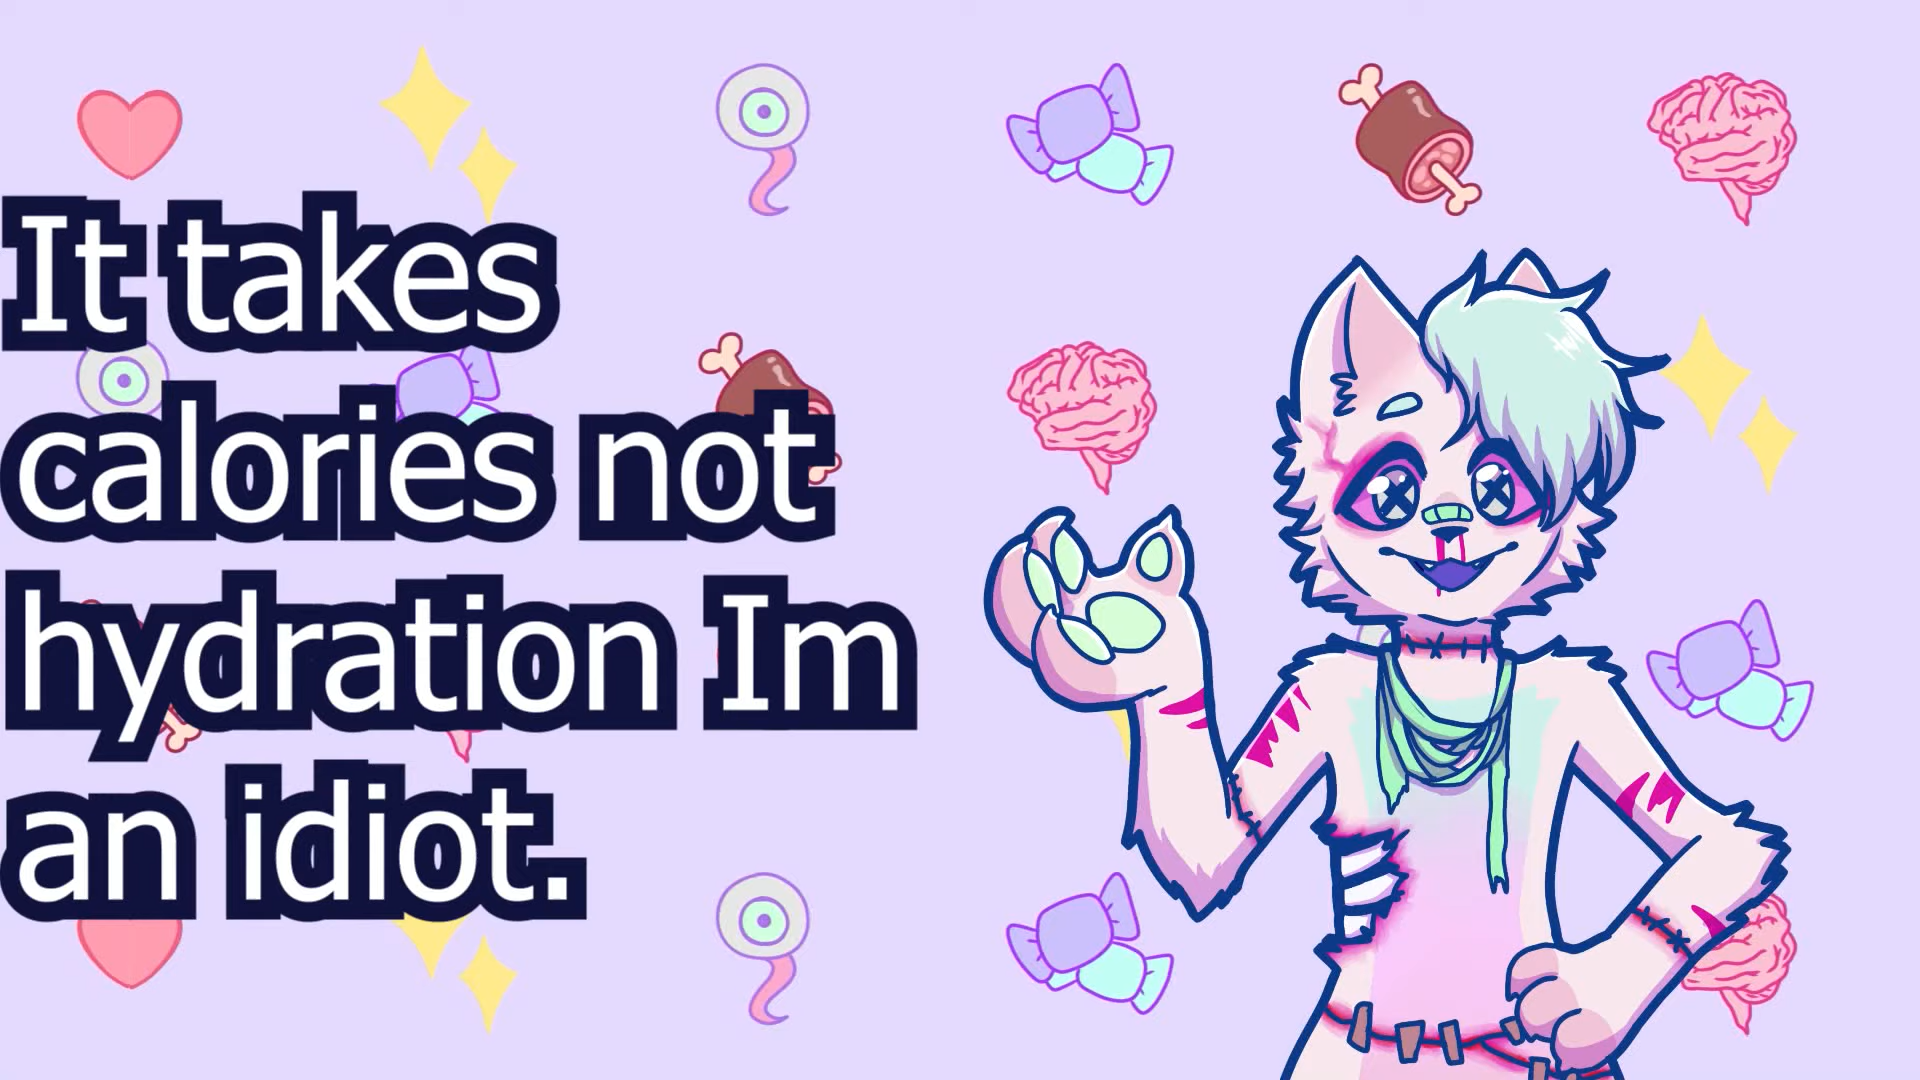 It takes
calories not
hydration Im
an idiot.